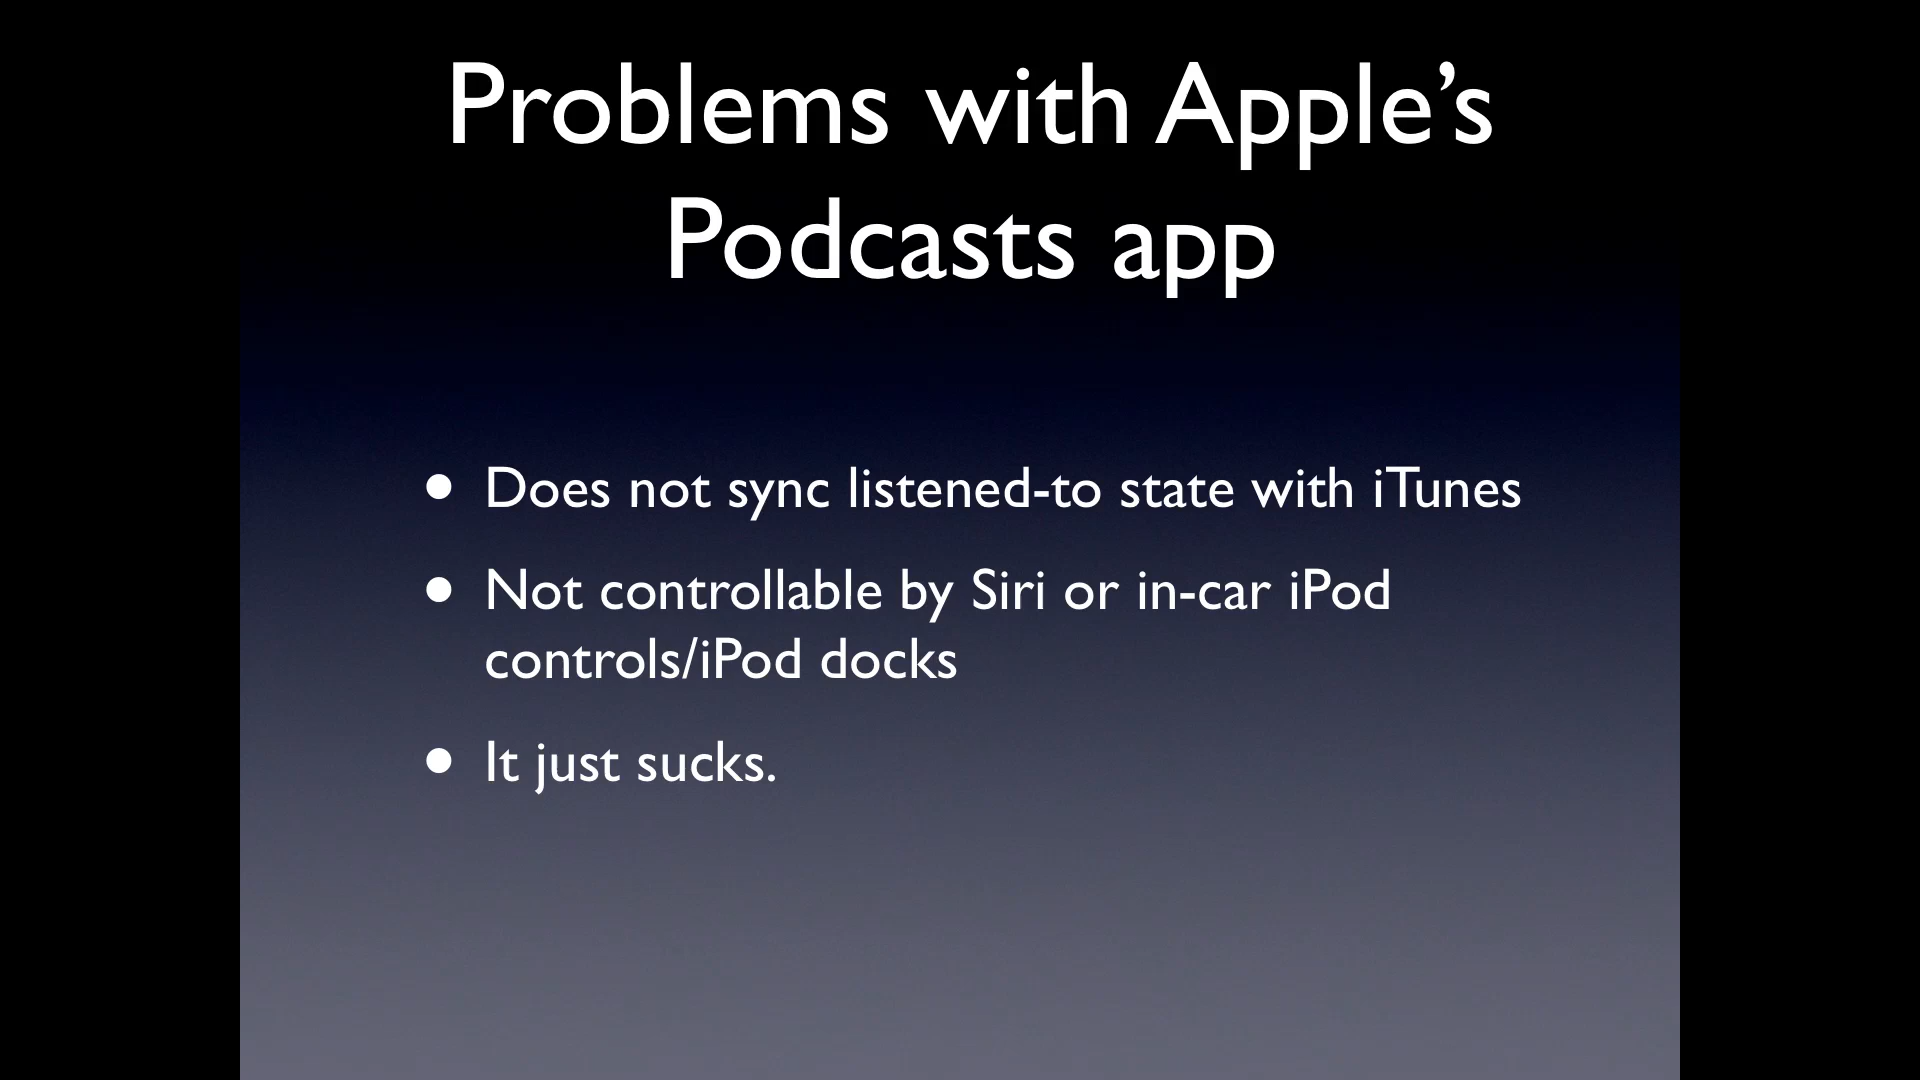 Problems with Apple’s
Podcasts app
• Does not sync listened-to state with iTunes
• Not controllable by Siri or in-car iPod
controls/iPod docks
• It just sucks.